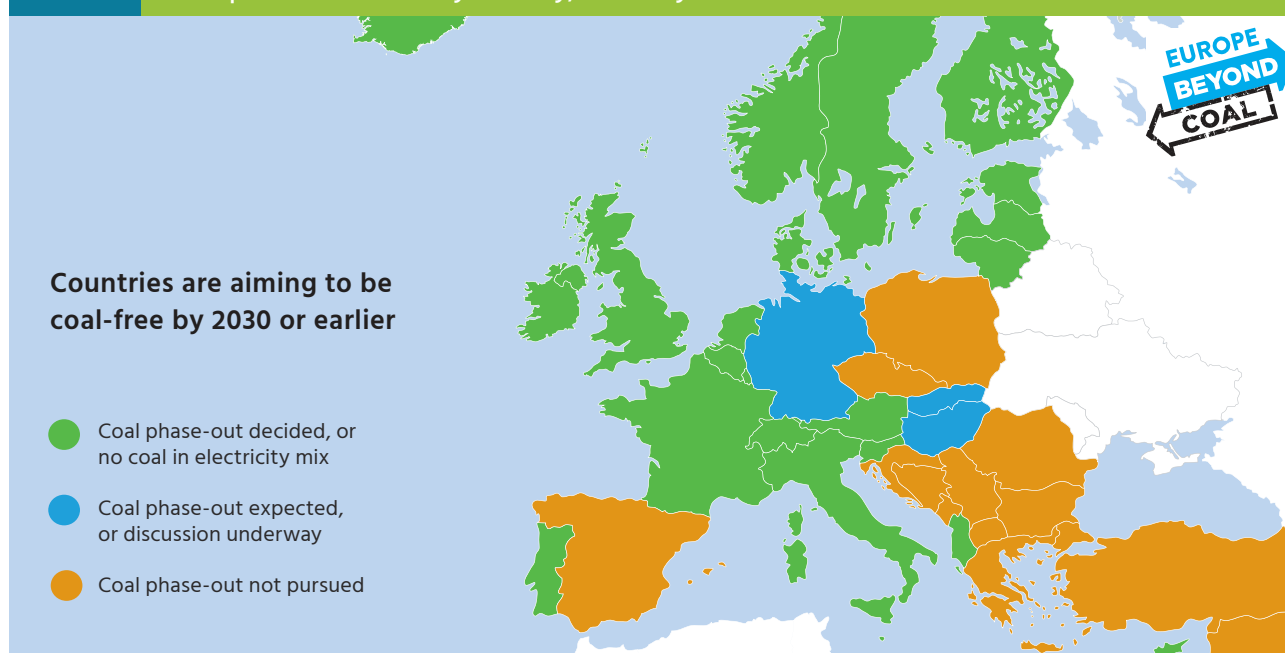 EUROPE
BEYOND
COAL
Countries are aiming to be
coal-free by 2030 or earlier
Coal phase-out decided, or
no coal in electricity mix
Coal phase-out expected,
or discussion underway
Coal phase-out not pursued